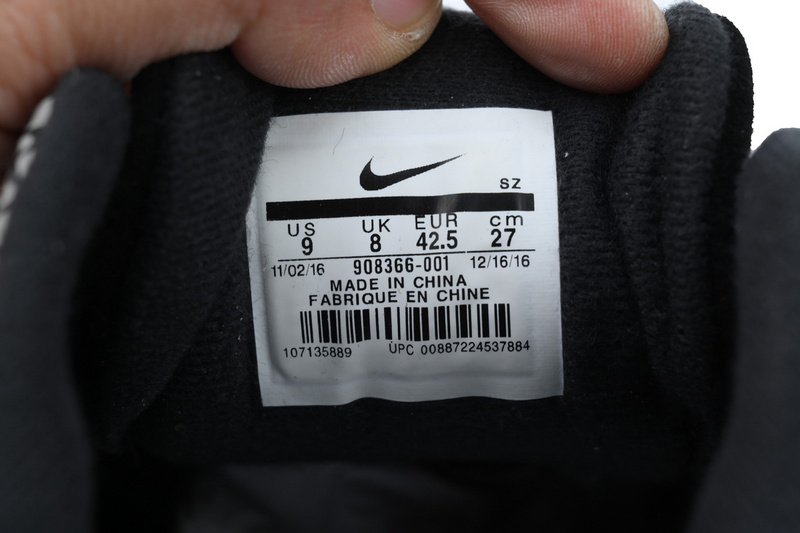 SZ
US UK EUR cm
9 8 42.5 27
11/02/16 908366-001 12/16/16
MADE IN CHINA
FABRIQUE EN CHINE
107135889 UPC 00887224537884